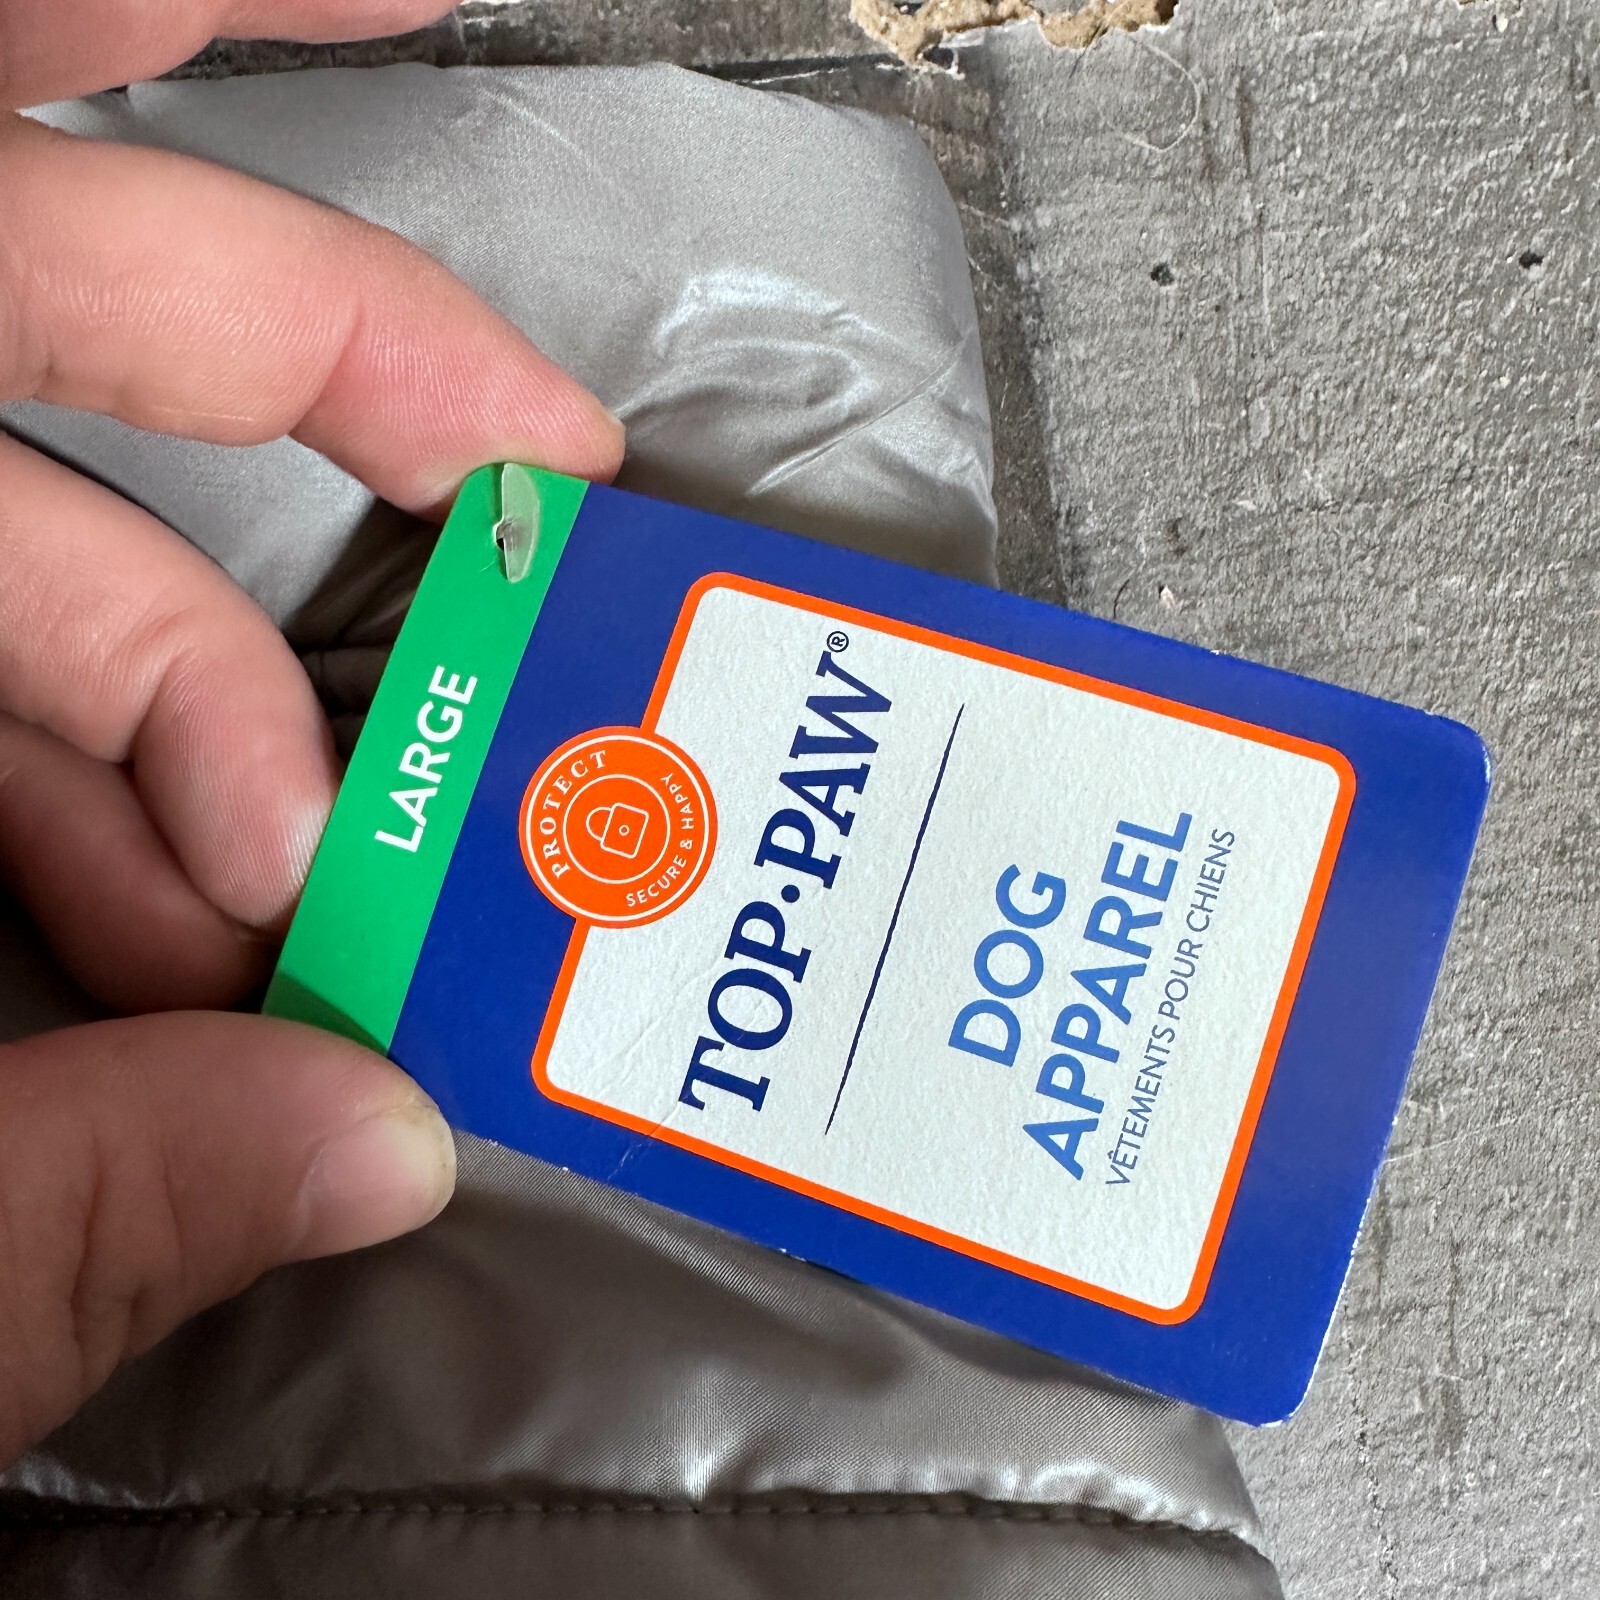 LARGE
PROTECT
SECURE & HAPPY
TOP•PAW®
DOG
APPAREL
VÊTEMENTS POUR CHIENS